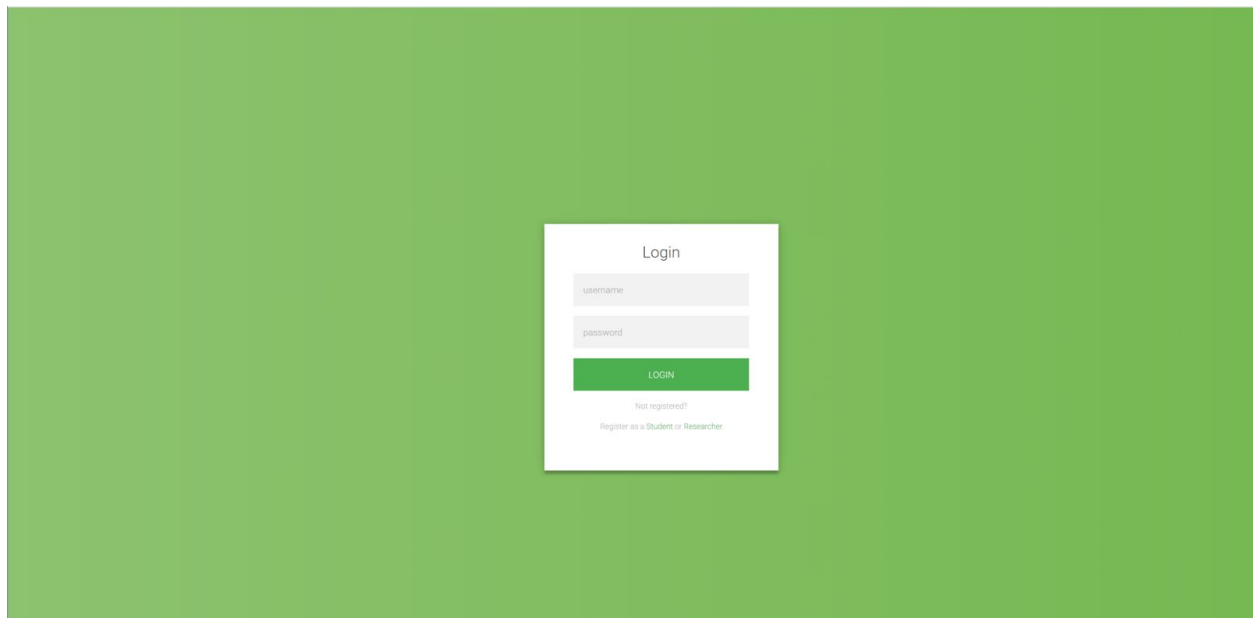 Login
username
password
LOGIN
Not registered?
Register as a Student or Researcher